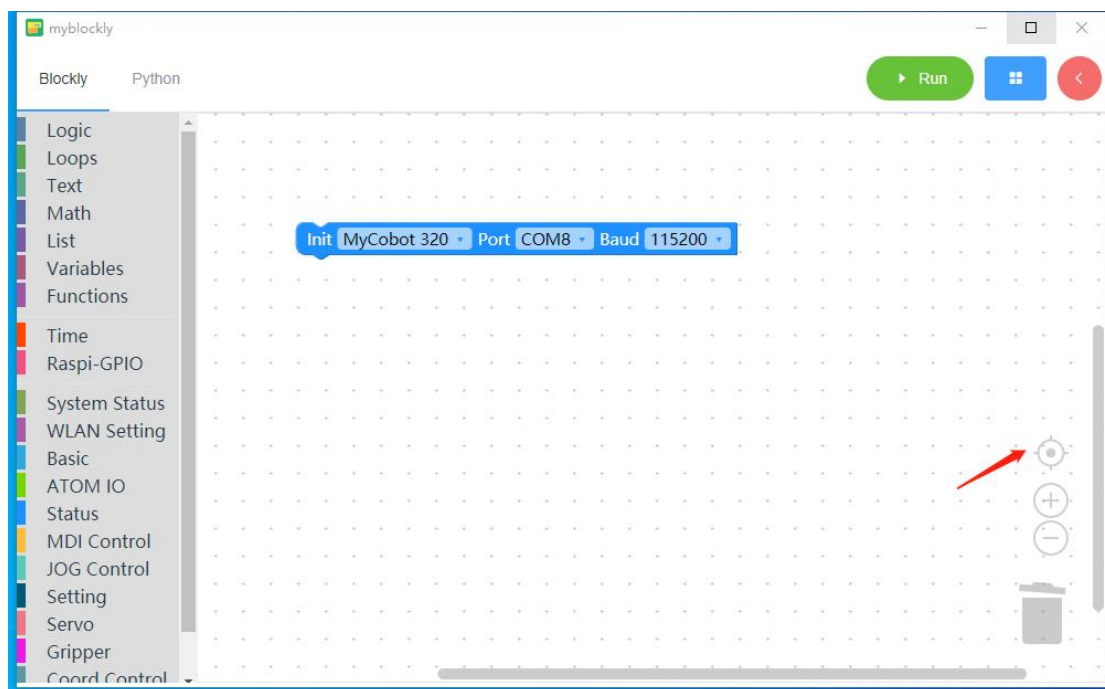 myblockly
Blockly Python
Run
Logic
Loops
Text
Math
List
Variables
Functions
Time
Raspi-GPIO
System Status
WLAN Setting
Basic
ATOM IO
Status
MDI Control
JOG Control
Setting
Servo
Gripper
Coord Control
Init MyCobot 320 Port COM8 Baud 115200